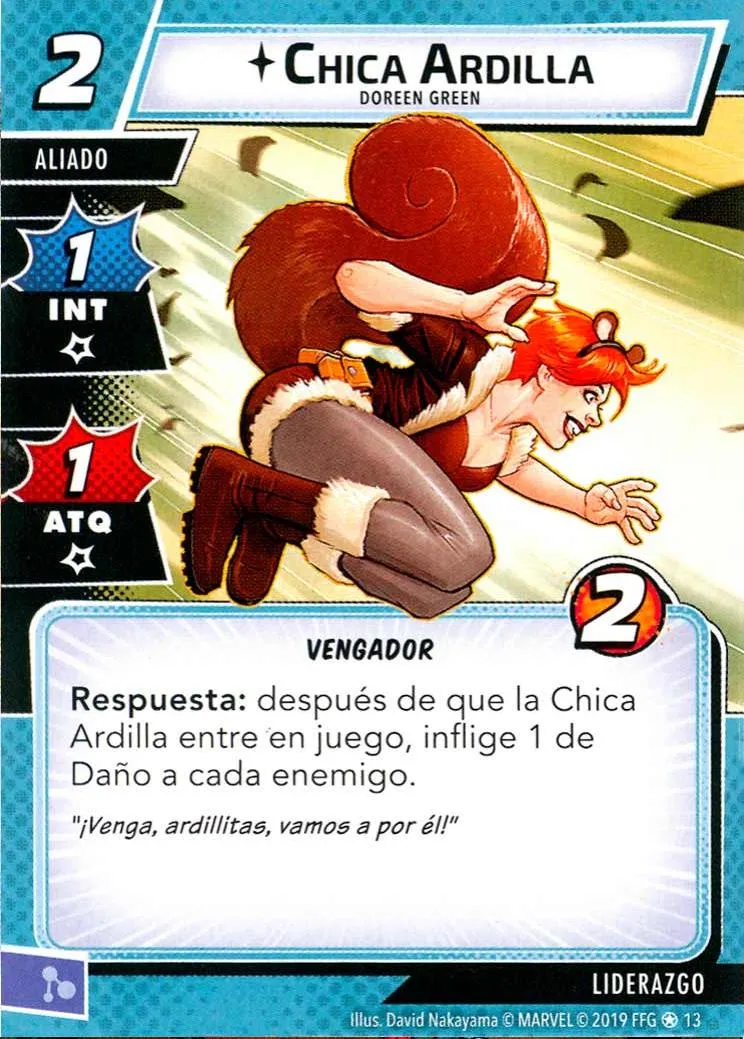 2
CHICA ARDILLA
DOREEN GREEN
ALIADO
1
INT
1
ATQ
2
VENGADOR
Respuesta: después de que la Chica
Ardilla entre en juego, inflige 1 de
Daño a cada enemigo.
"¡Venga, ardillitas, vamos a por él!"
LIDERAZGO
Illus. David Nakayama © MARVEL © 2019 FFG 13